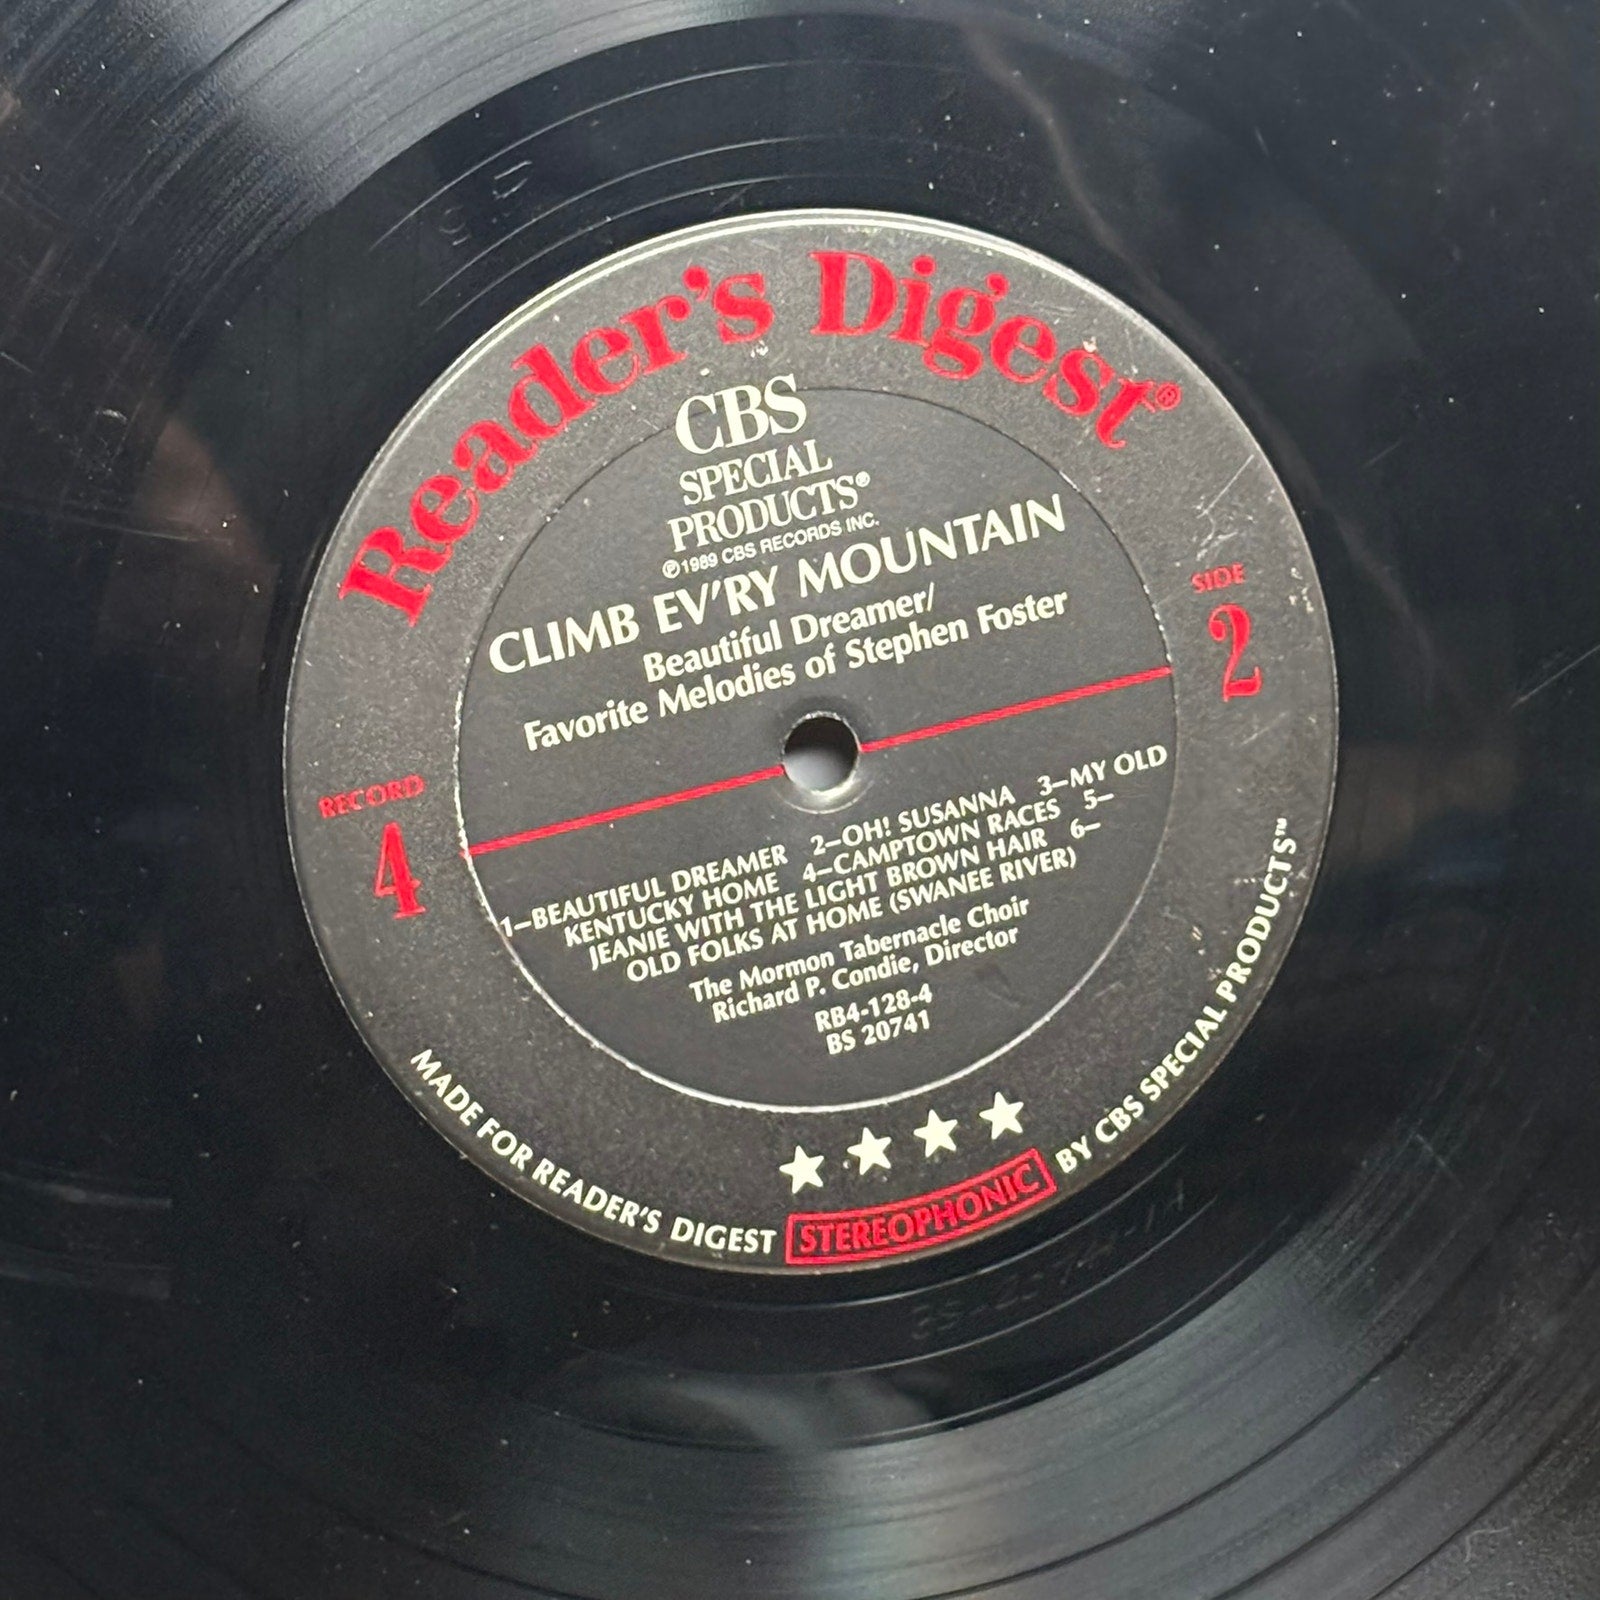 Reader's Digest®
CBS
SPECIAL
PRODUCTS®
℗1989 CBS RECORDS INC.
CLIMB EV'RY MOUNTAIN
Beautiful Dreamer/
Favorite Melodies of Stephen Foster
SIDE
2
RECORD
4
1–BEAUTIFUL DREAMER 2–OH! SUSANNA 3–MY OLD
KENTUCKY HOME 4–CAMPTOWN RACES 5–
JEANIE WITH THE LIGHT BROWN HAIR 6–
OLD FOLKS AT HOME (SWANEE RIVER)
The Mormon Tabernacle Choir
Richard P. Condie, Director
RB4-128-4
BS 20741
MADE FOR READER'S DIGEST
STEREOPHONIC
BY CBS SPECIAL PRODUCTS™